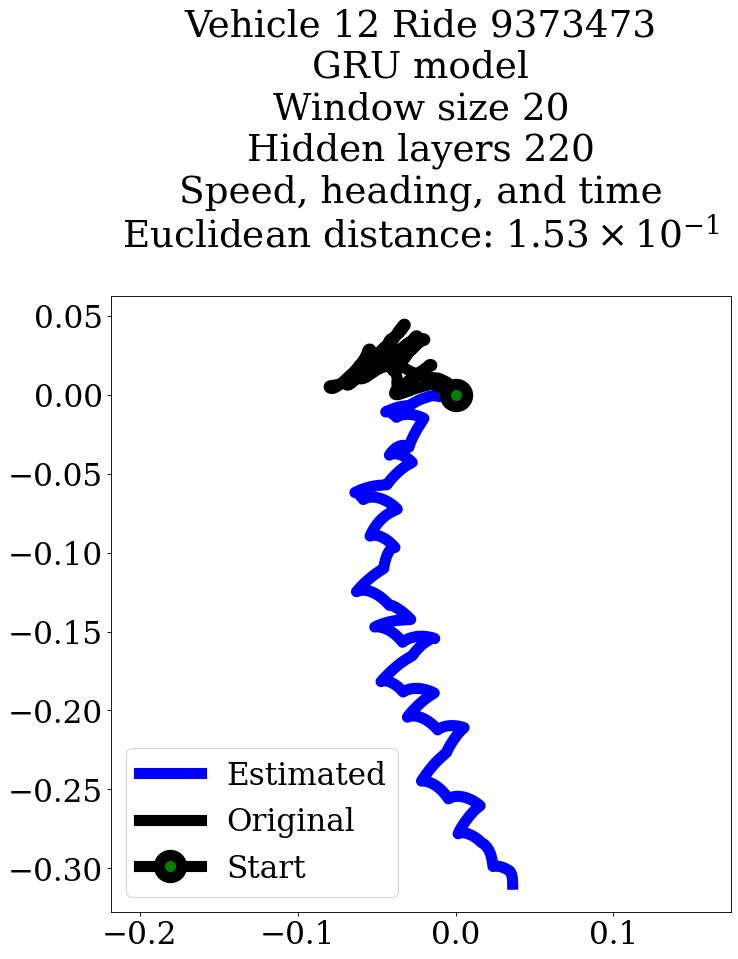 Vehicle 12 Ride 9373473
GRU model
Window size 20
Hidden layers 220
Speed, heading, and time
Euclidean distance: 1.53 × 10⁻¹
0.05
0.00
−0.05
−0.10
−0.15
−0.20
−0.25
−0.30
Estimated
Original
Start
−0.2 −0.1 0.0 0.1